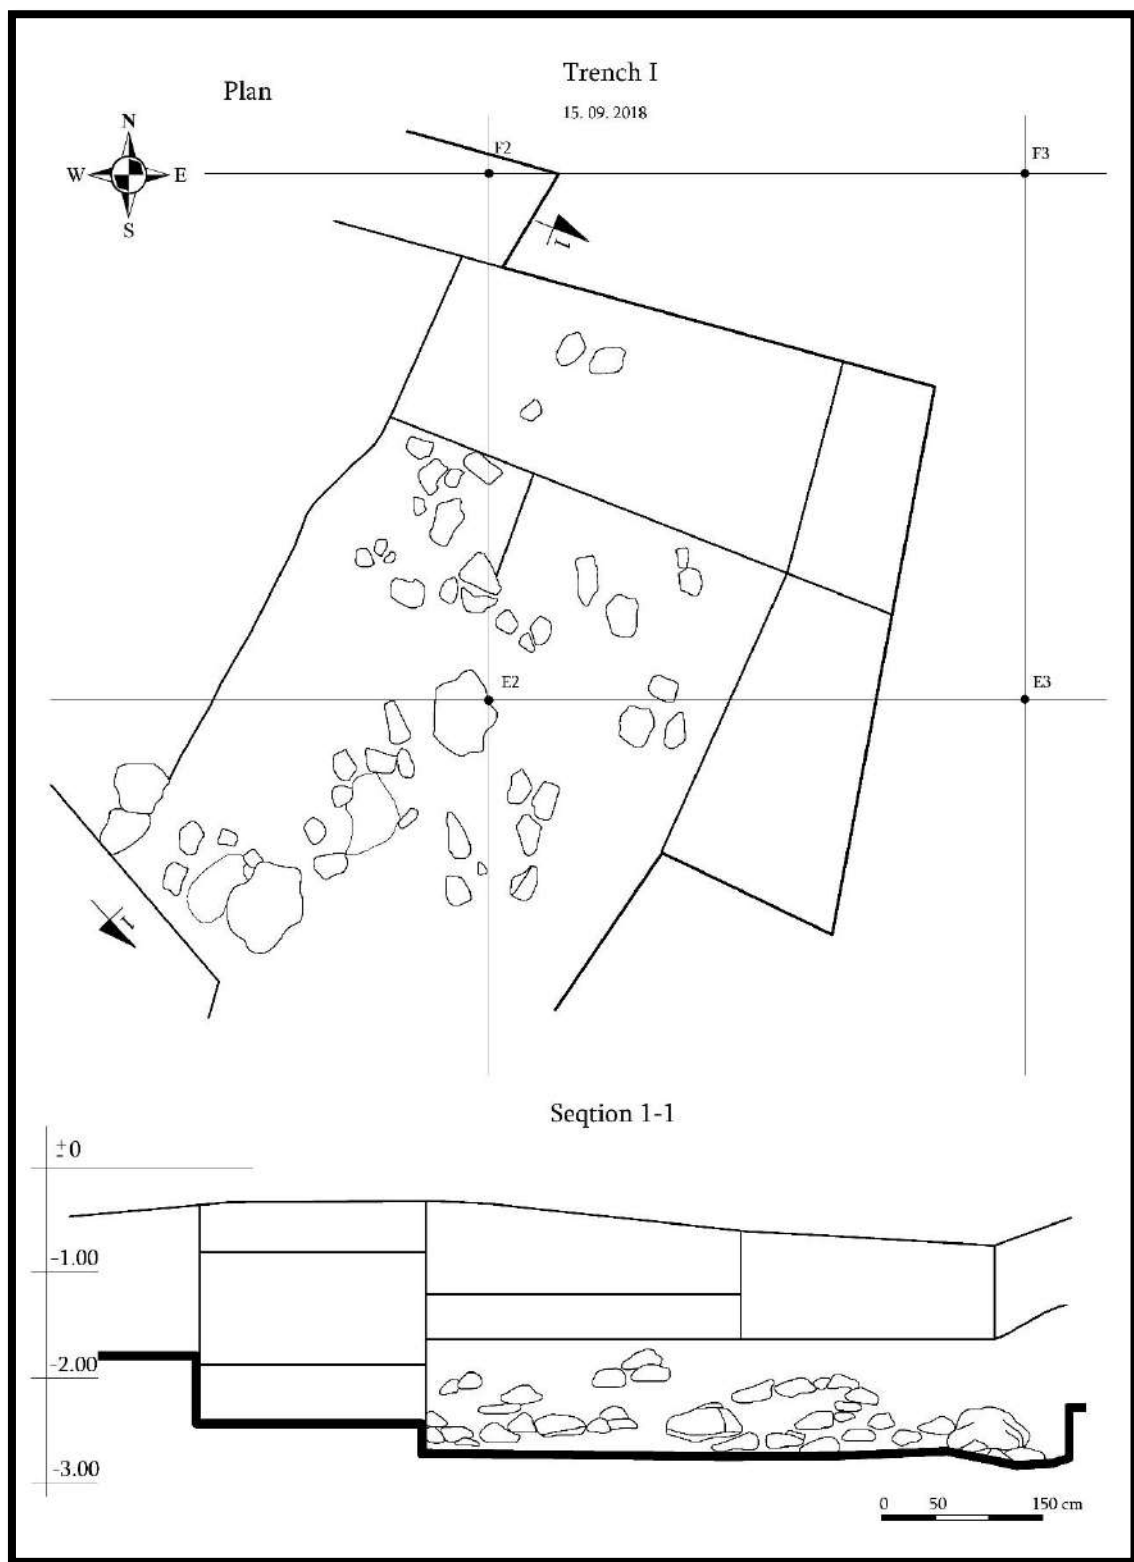 Trench I
Plan
15. 09. 2018
N
W E
S
F2
F3
1
E2
E3
1
Seqtion 1-1
±0
-1.00
-2.00
-3.00
0 50 150 cm